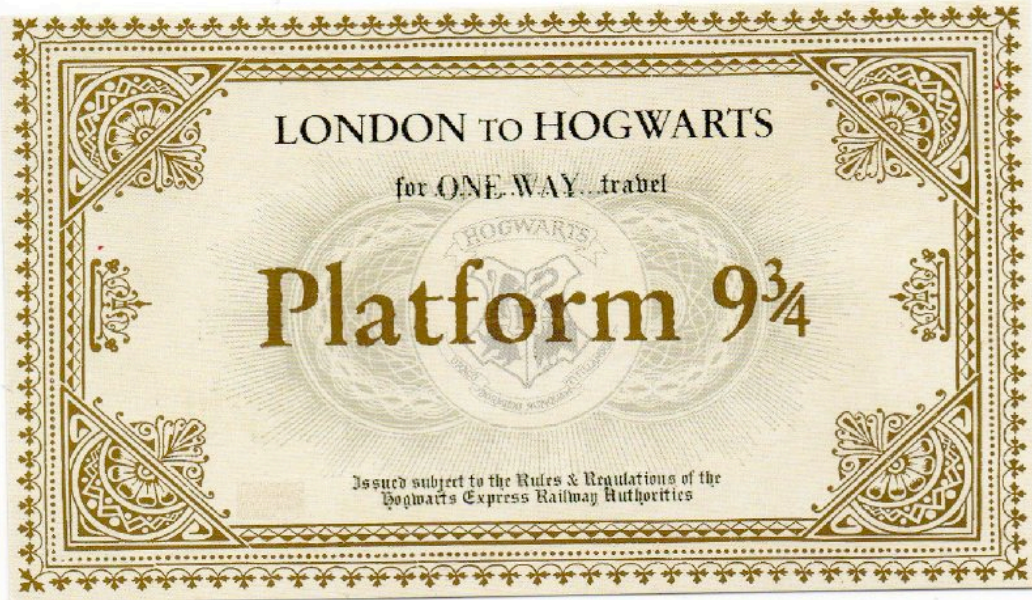 LONDON TO HOGWARTS
for ONE WAY...travel
HOGWARTS
Platform 9¾
Issued subject to the Rules & Regulations of the
Hogwarts Express Railway Authorities